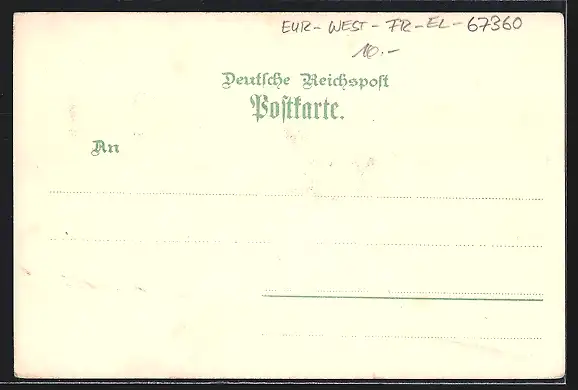 EUR-WEST-FR-EL-67360
10.-
Deutsche Reichspost
Postkarte.
An